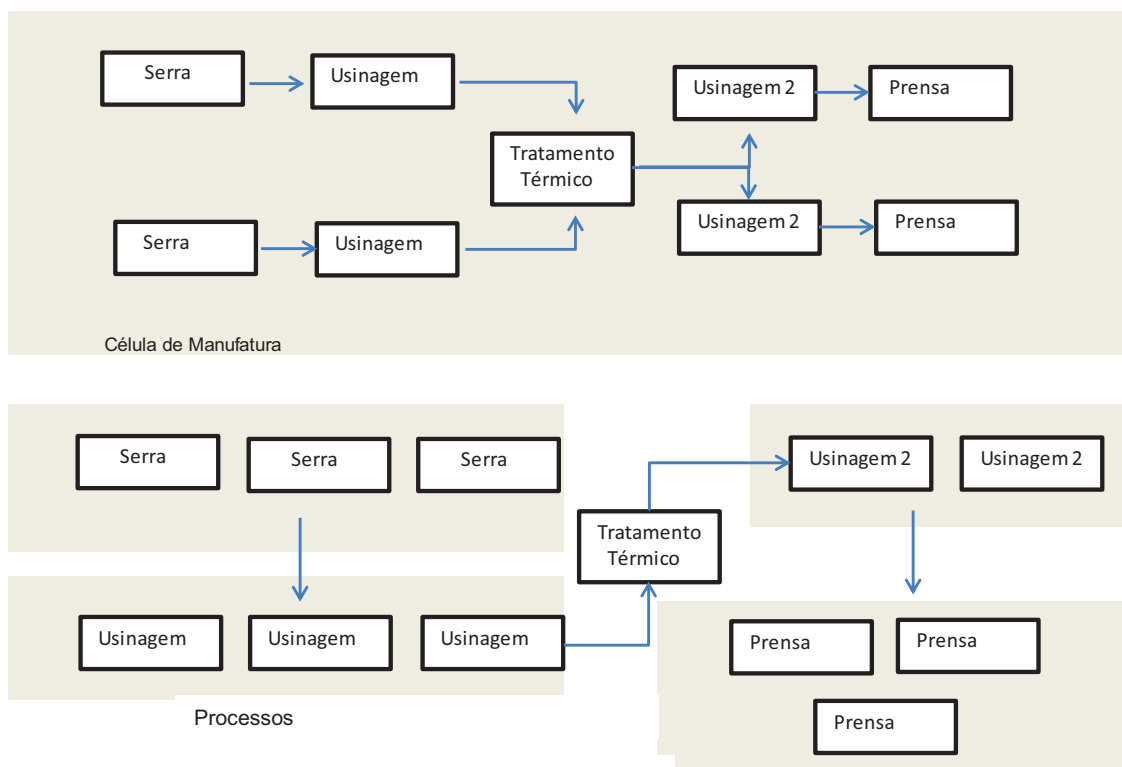 Serra
Usinagem
Usinagem 2
Prensa
Tratamento
Térmico
Serra
Usinagem
Usinagem 2
Prensa
Célula de Manufatura
Serra
Serra
Serra
Usinagem 2
Usinagem 2
Tratamento
Térmico
Usinagem
Usinagem
Usinagem
Prensa
Prensa
Prensa
Processos